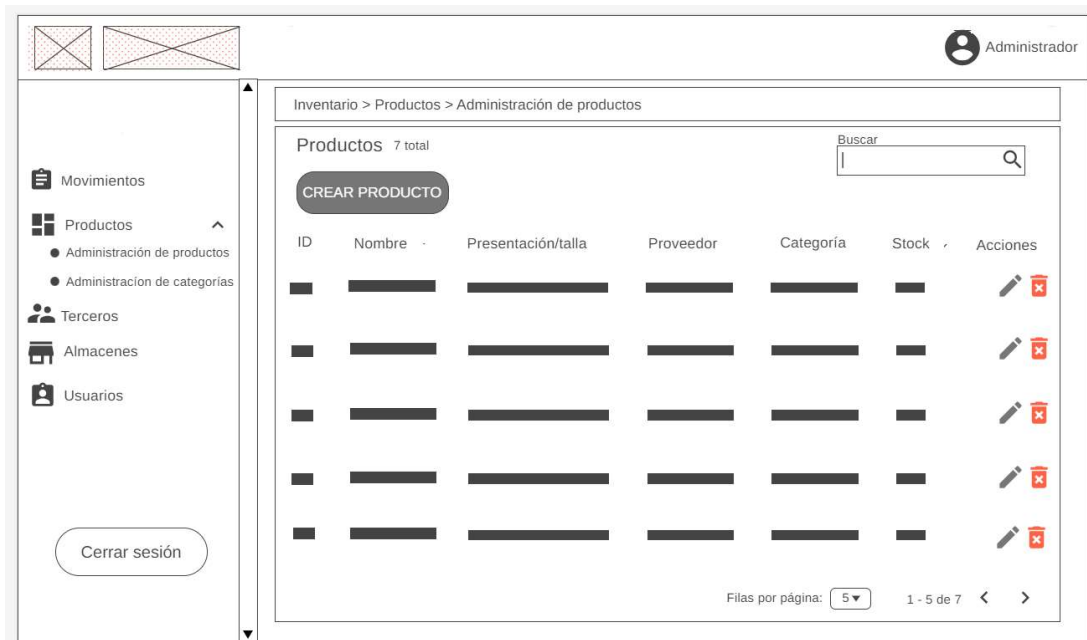 Administrador
Inventario > Productos > Administración de productos
Movimientos
Productos
Administración de productos
Administracíon de categorías
Terceros
Almacenes
Usuarios
Cerrar sesión
Productos 7 total
Buscar
CREAR PRODUCTO
ID Nombre Presentación/talla Proveedor Categoría Stock Acciones
Filas por página: 5 1 - 5 de 7